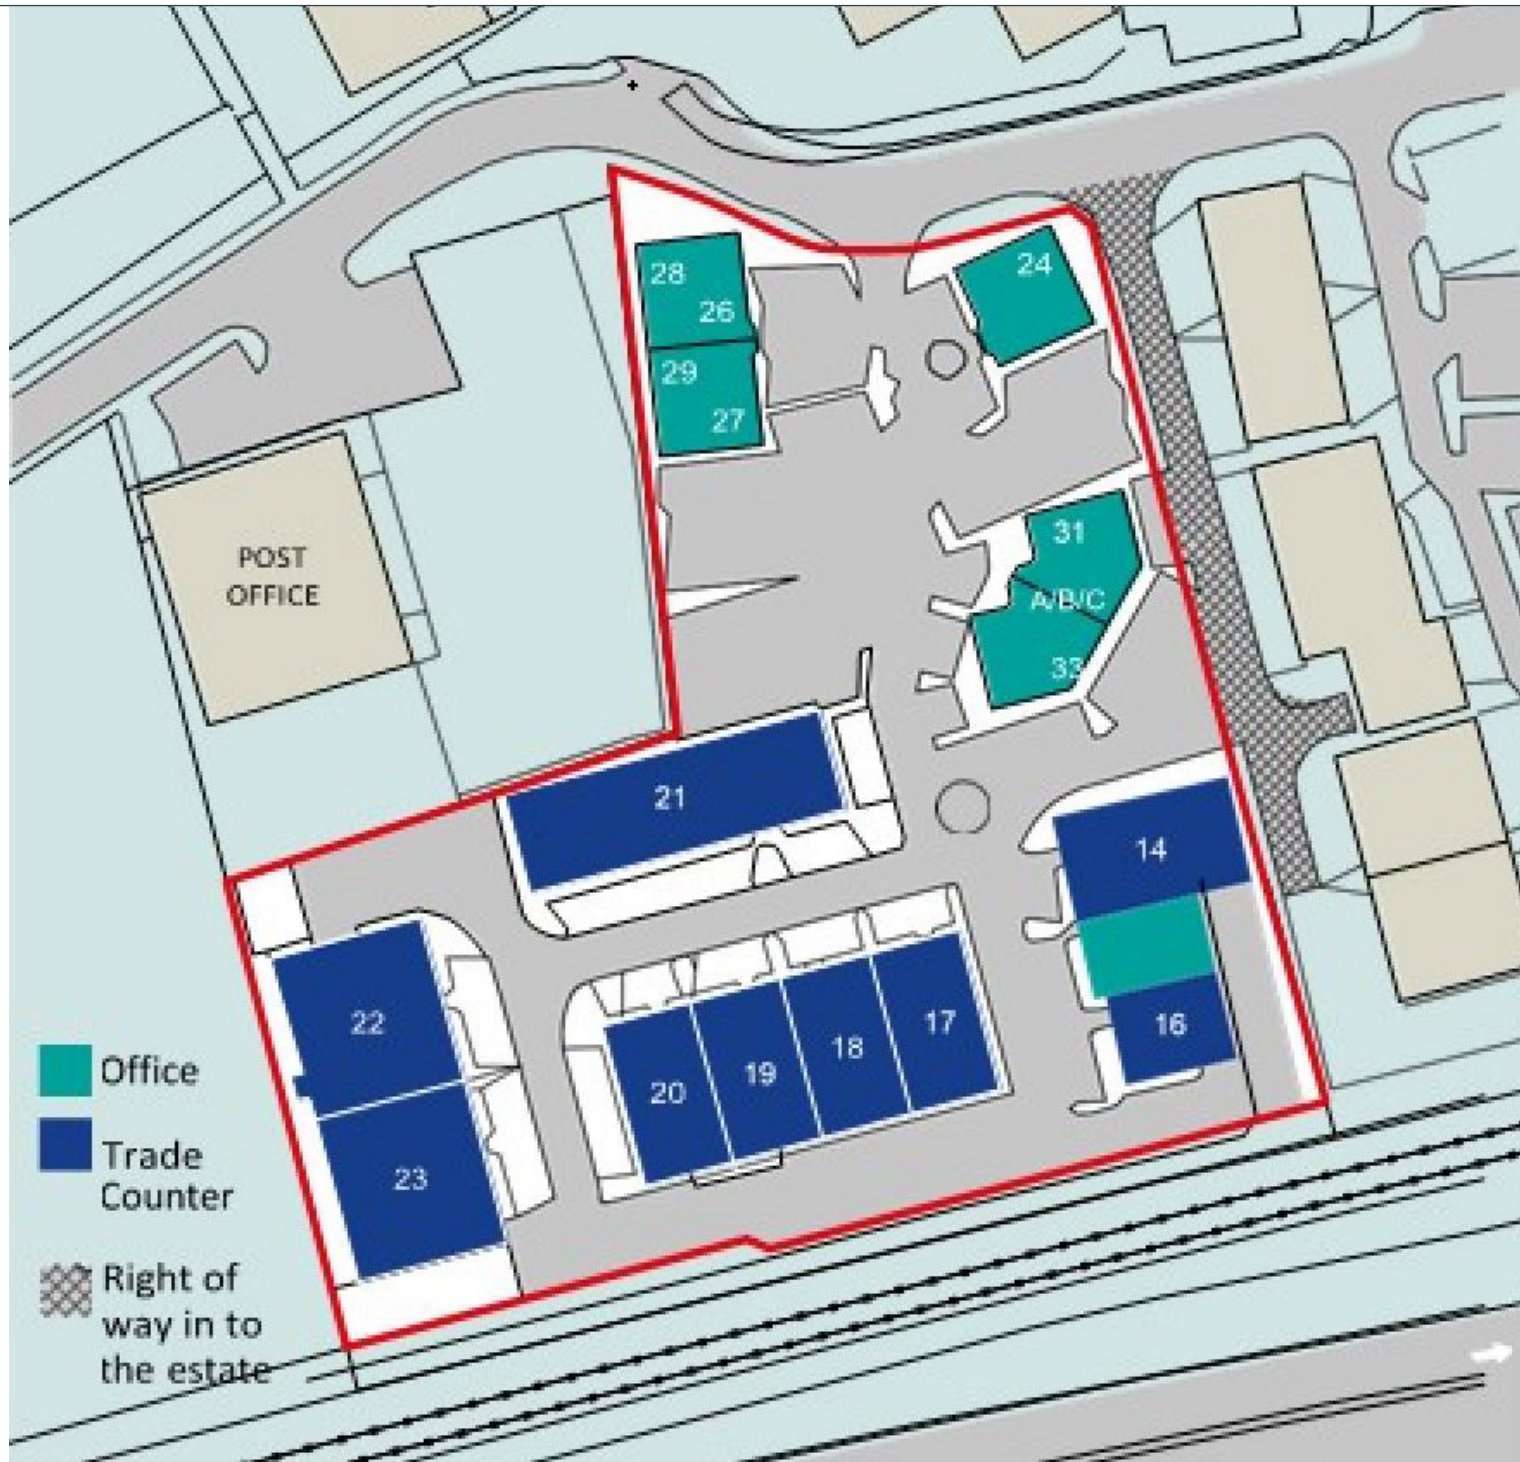 28
26
24
29
27
31
A/B/C
33
POST
OFFICE
21
14
22
17
18
19
20
16
23
Office
Trade
Counter
Right of
way in to
the estate